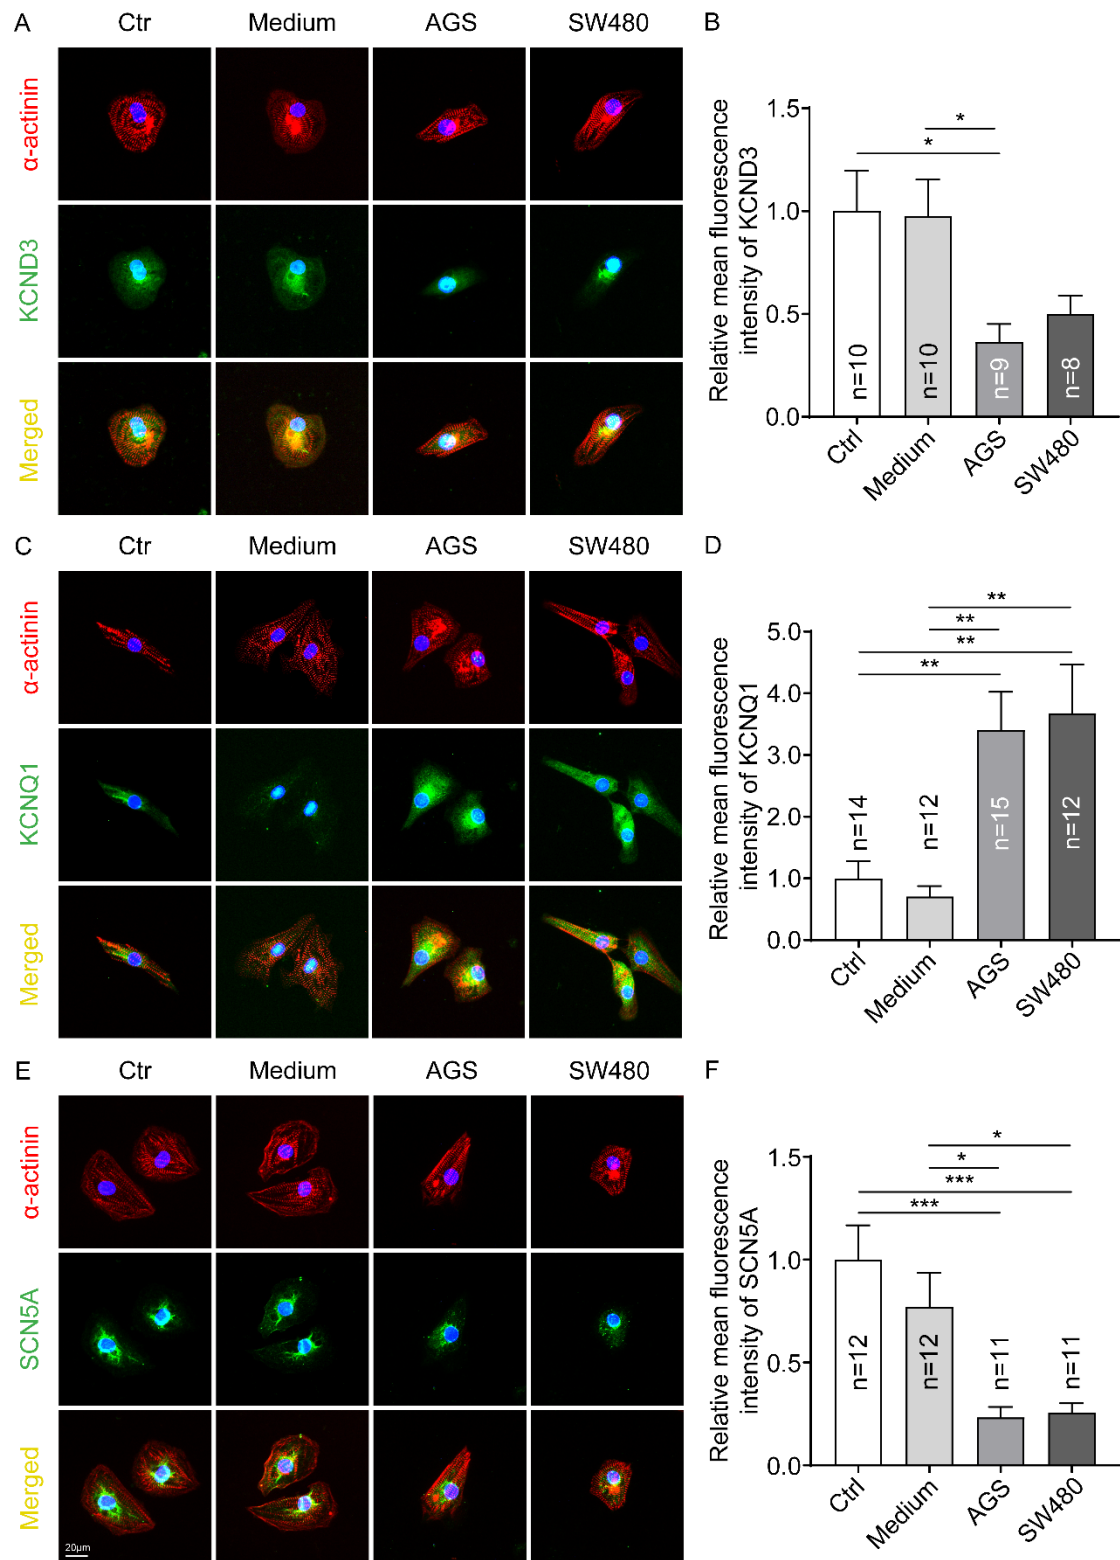 A
Ctr
Medium
AGS
SW480
α-actinin
KCND3
Merged
B
Relative mean fluorescence
intensity of KCND3
1.5
1.0
0.5
0.0
*
*
n=10
n=10
n=9
n=8
Ctrl
Medium
AGS
SW480
C
Ctr
Medium
AGS
SW480
α-actinin
KCNQ1
Merged
D
Relative mean fluorescence
intensity of KCNQ1
5.0
4.0
3.0
2.0
1.0
0.0
**
**
**
**
n=14
n=12
n=15
n=12
Ctrl
Medium
AGS
SW480
E
Ctr
Medium
AGS
SW480
α-actinin
SCN5A
Merged
20μm
F
Relative mean fluorescence
intensity of SCN5A
1.5
1.0
0.5
0.0
*
*
***
***
n=12
n=12
n=11
n=11
Ctrl
Medium
AGS
SW480